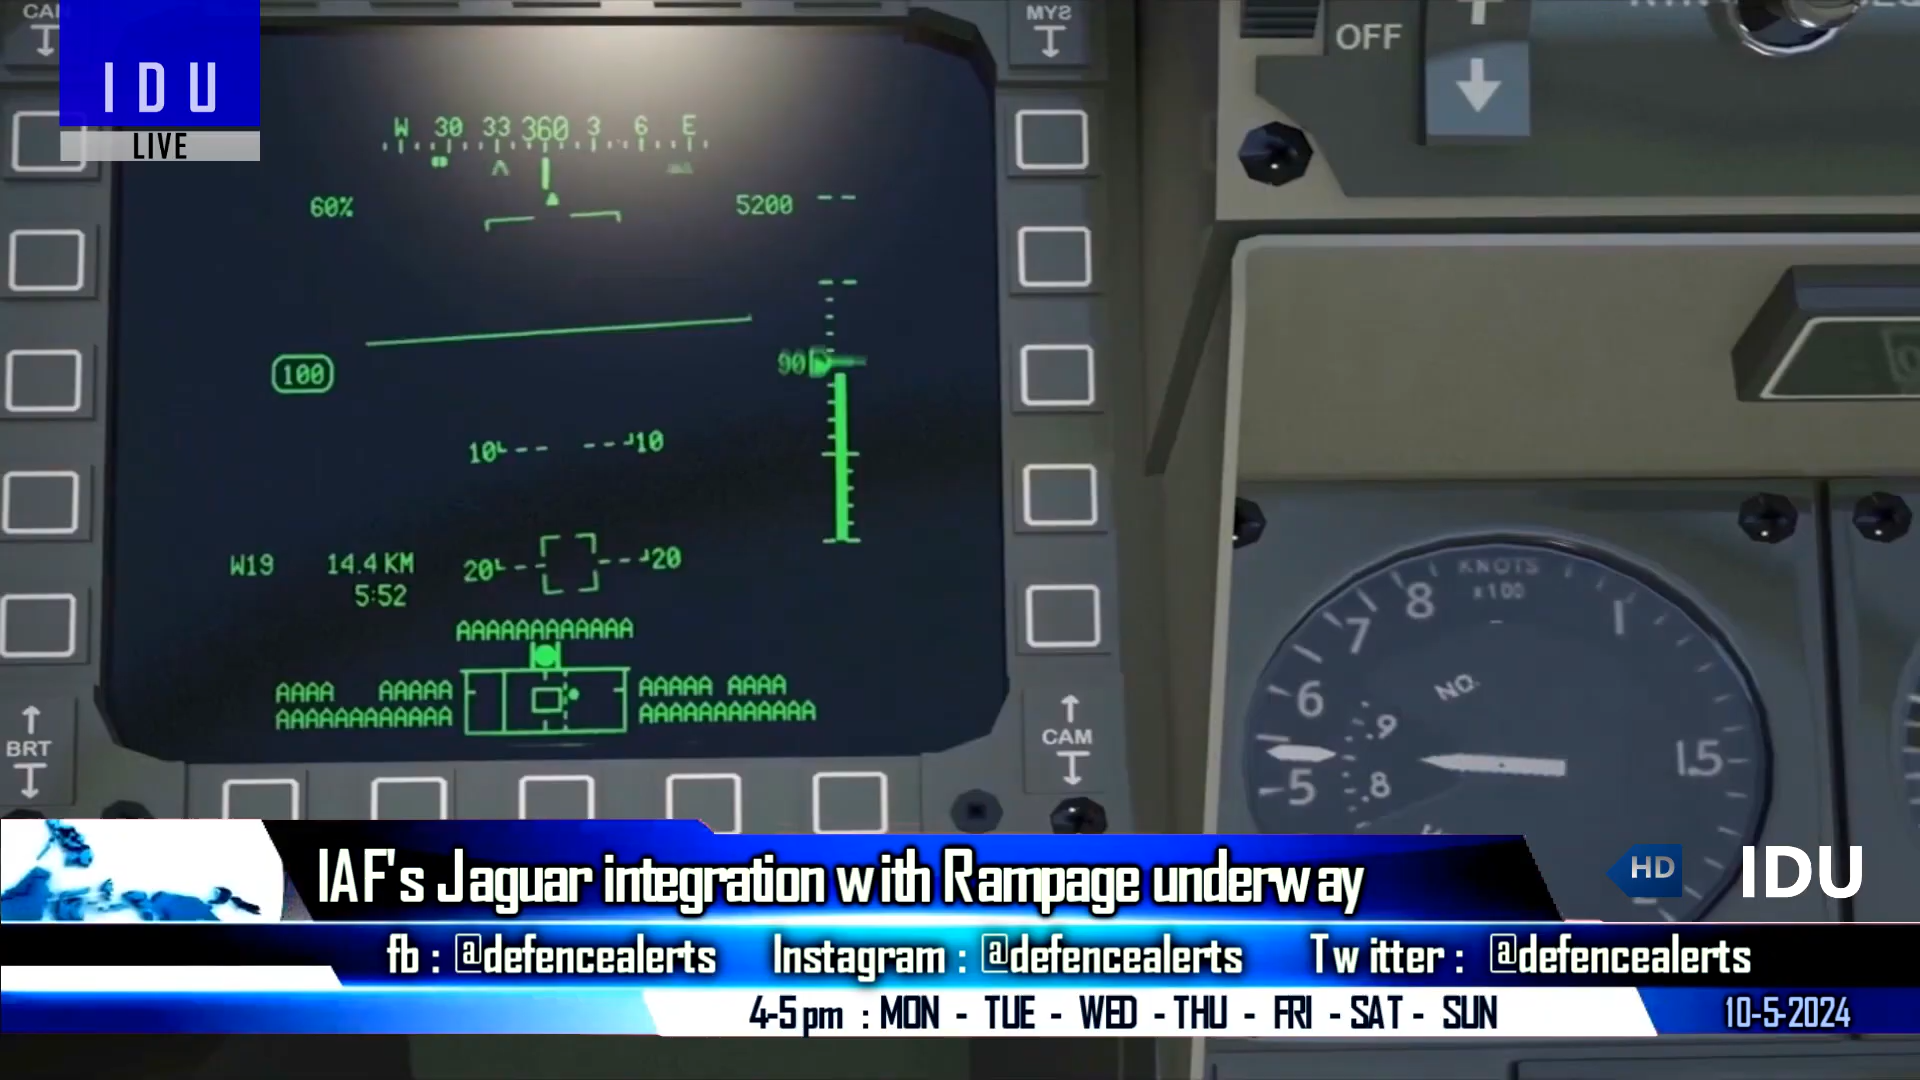 CAN
IDU
LIVE
MYS
OFF
W 30 33 360 3 6 E
60%
5200
100
90
10 10
W19 14.4 KM
5:52
20 20
AAAAAAAAAAAA
AAAA AAAAA
AAAAAAAAAAAA
AAAAA AAAA
AAAAAAAAAAAA
BRT
CAM
KNOTS
x100
8
1
7
6
NO.
.9
1.5
5
.8
IAF's Jaguar integration with Rampage underway
HD
IDU
fb : @defencealerts Instagram : @defencealerts Twitter : @defencealerts
4-5pm : MON - TUE - WED - THU - FRI - SAT - SUN
10-5-2024